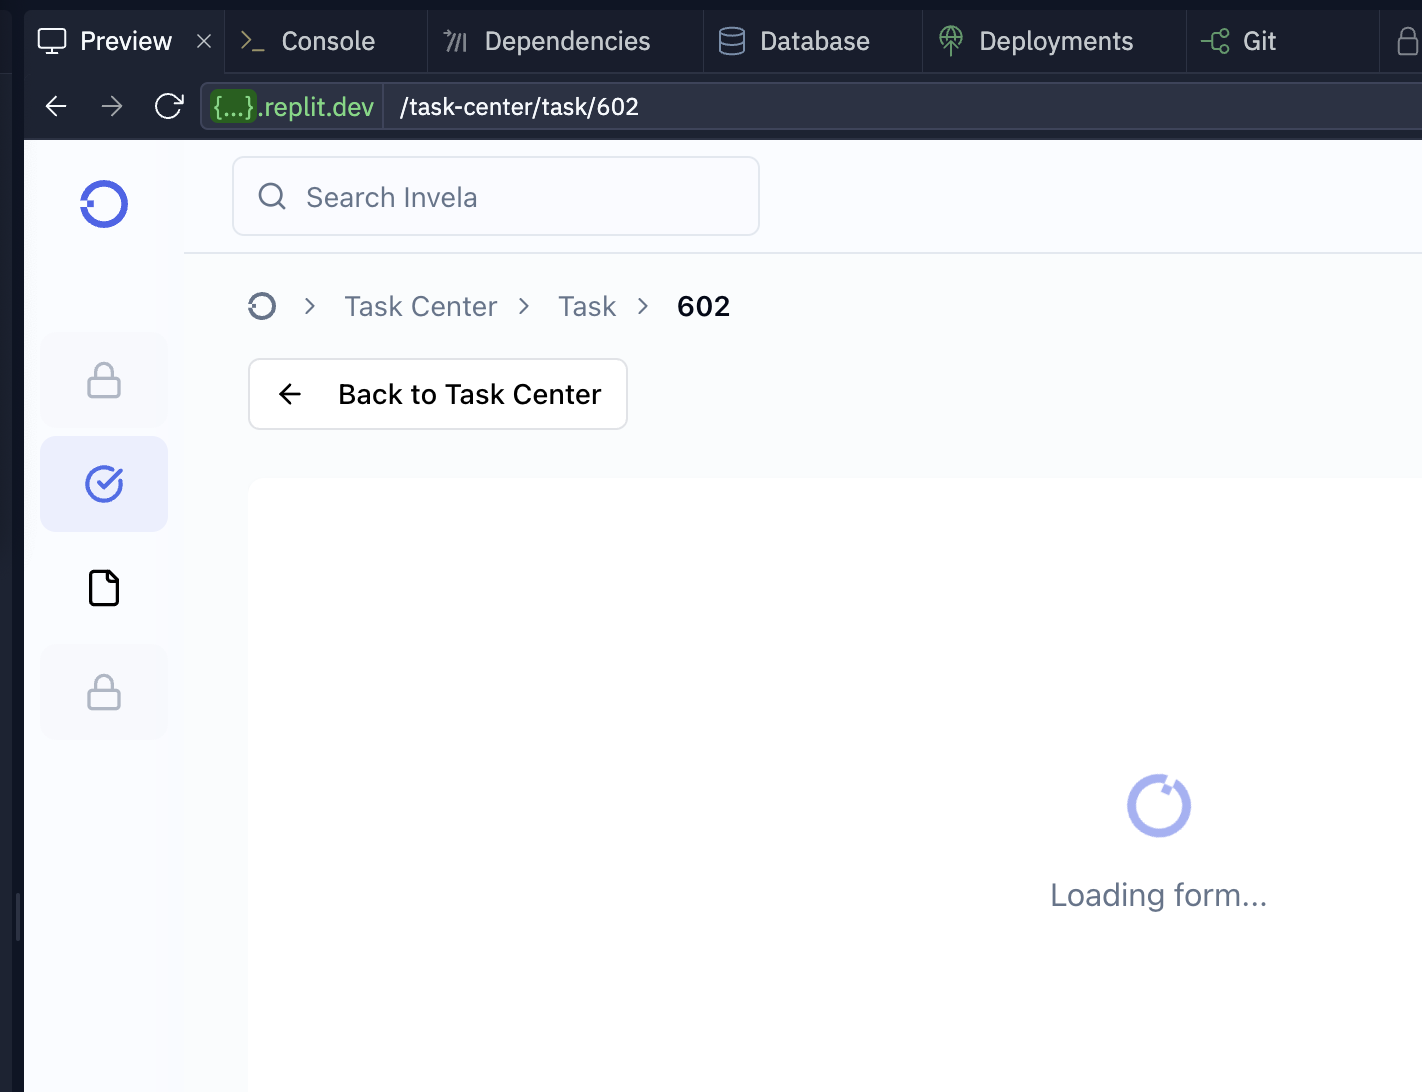 Preview
Console
Dependencies
Database
Deployments
Git
{...}.replit.dev /task-center/task/602
Search Invela
Task Center > Task > 602
Back to Task Center
Loading form...